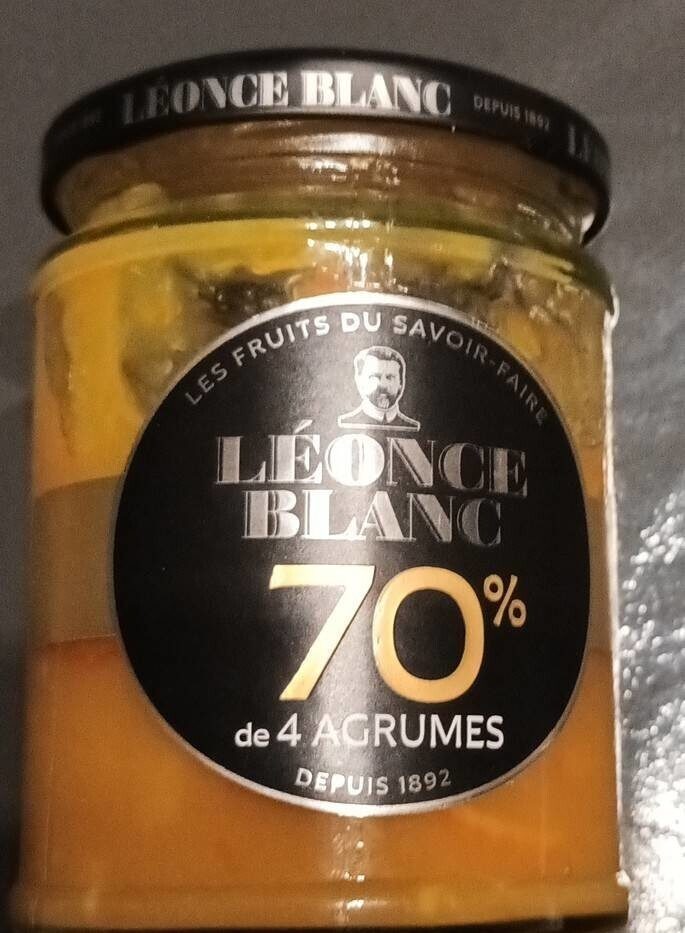 LÉONCE BLANC DEPUIS 1892
LES FRUITS DU SAVOIR-FAIRE
LÉONCE
BLANC
70%
de 4 AGRUMES
DEPUIS 1892